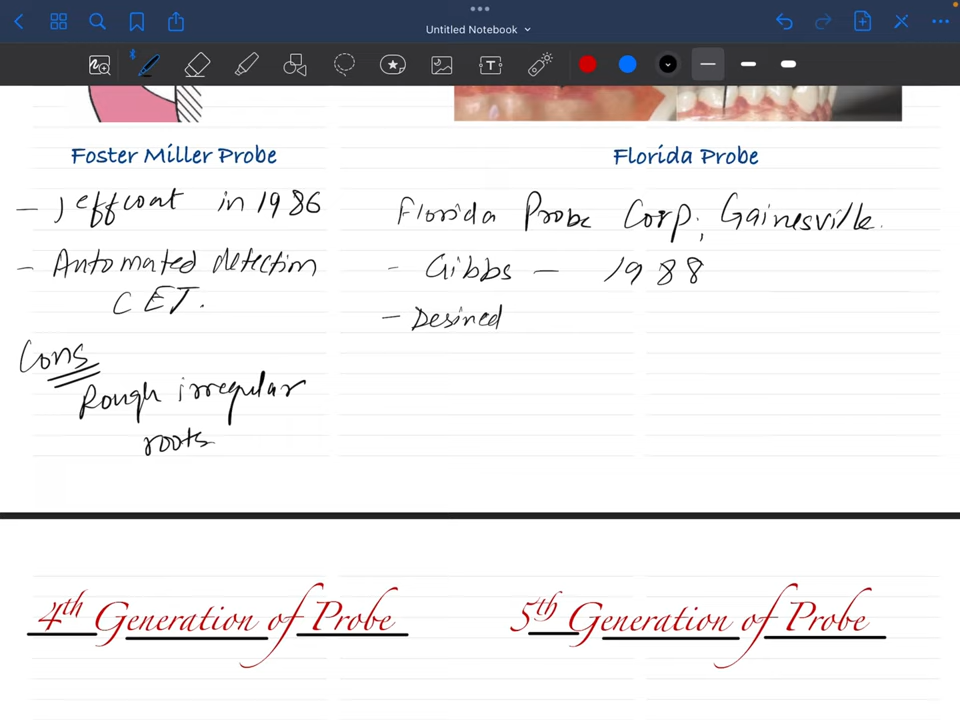 Untitled Notebook
Foster Miller Probe
- Jeffcoat in 1986
- Automated detection
CEJ.
Cons
Rough irregular
roots
Florida Probe
Florida Probe Corp, Gainesville.
- Gibbs - 1988
- Desined
4th Generation of Probe
5th Generation of Probe